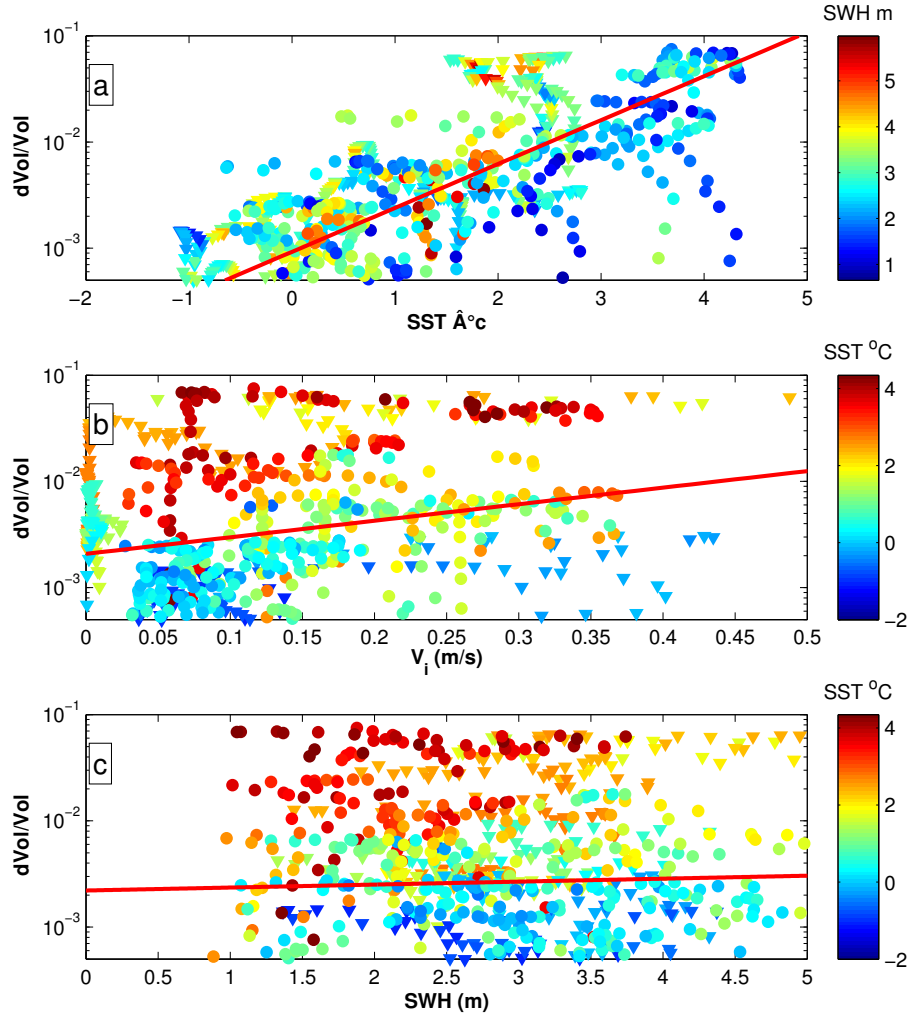 SWH m
10⁻¹
10⁻²
10⁻³
dVol/Vol
a
−2 −1 0 1 2 3 4 5
SST Â°c
5
4
3
2
1
SST °C
10⁻¹
10⁻²
10⁻³
dVol/Vol
b
0 0.05 0.1 0.15 0.2 0.25 0.3 0.35 0.4 0.45 0.5
V_i (m/s)
4
2
0
−2
SST °C
10⁻¹
10⁻²
10⁻³
dVol/Vol
c
0 0.5 1 1.5 2 2.5 3 3.5 4 4.5 5
SWH (m)
4
2
0
−2